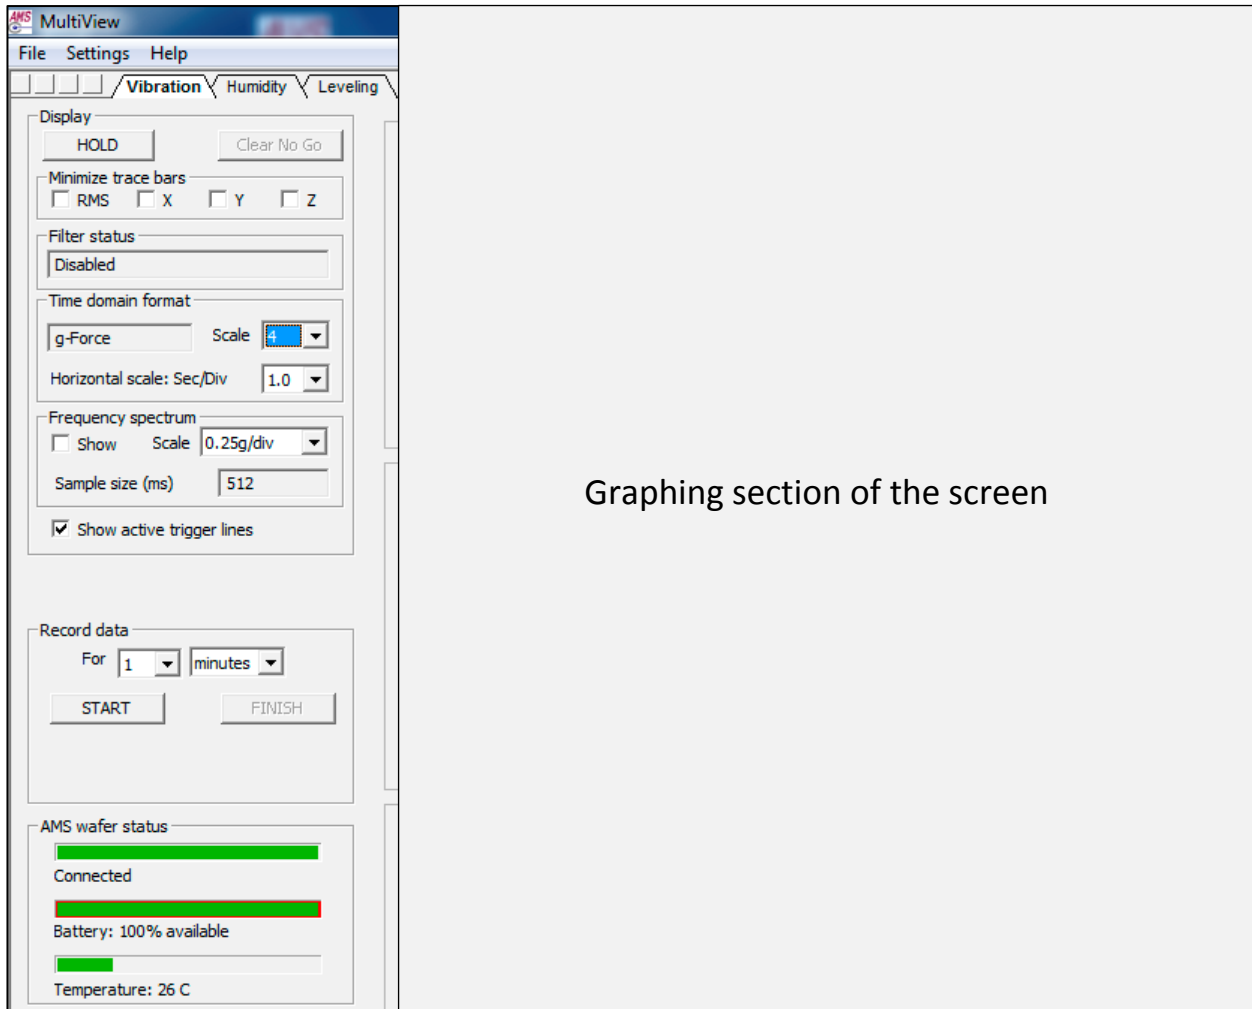 AMS MultiView
File Settings Help
Vibration Humidity Leveling
Display
HOLD Clear No Go
Minimize trace bars
RMS X Y Z
Filter status
Disabled
Time domain format
g-Force Scale 4
Horizontal scale: Sec/Div 1.0
Frequency spectrum
Show Scale 0.25g/div
Sample size (ms) 512
Show active trigger lines
Record data
For 1 minutes
START FINISH
AMS wafer status
Connected
Battery: 100% available
Temperature: 26 C
Graphing section of the screen